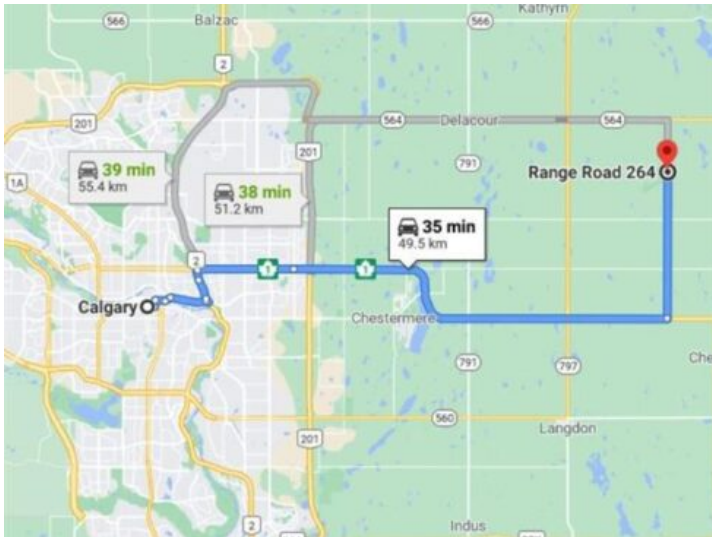 Kathyrn
566
Balzac
566
2
201
564
Delacour
564
39 min
55.4 km
201
791
Range Road 264
1A
38 min
51.2 km
35 min
49.5 km
2
1
1
Calgary
Chestermere
Che
791
797
560
Langdon
201
2
Indus